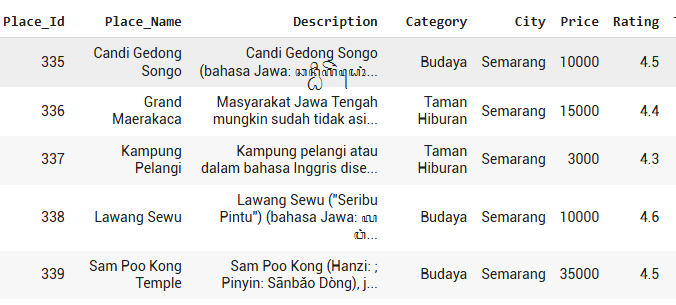 Place_Id Place_Name Description Category City Price Rating
335
Candi Gedong
Songo
Candi Gedong Songo
(bahasa Jawa:
Budaya
Semarang
10000
4.5
336
Grand
Maerakaca
Masyarakat Jawa Tengah
mungkin sudah tidak asi...
Taman
Hiburan
Semarang
15000
4.4
337
Kampung
Pelangi
Kampung pelangi atau
dalam bahasa Inggris dise...
Taman
Hiburan
Semarang
3000
4.3
338
Lawang Sewu
Lawang Sewu ("Seribu
Pintu") (bahasa Jawa:
Budaya
Semarang
10000
4.6
339
Sam Poo Kong
Temple
Sam Poo Kong (Hanzi: ;
Pinyin: Sānbǎo Dòng), j...
Budaya
Semarang
35000
4.5